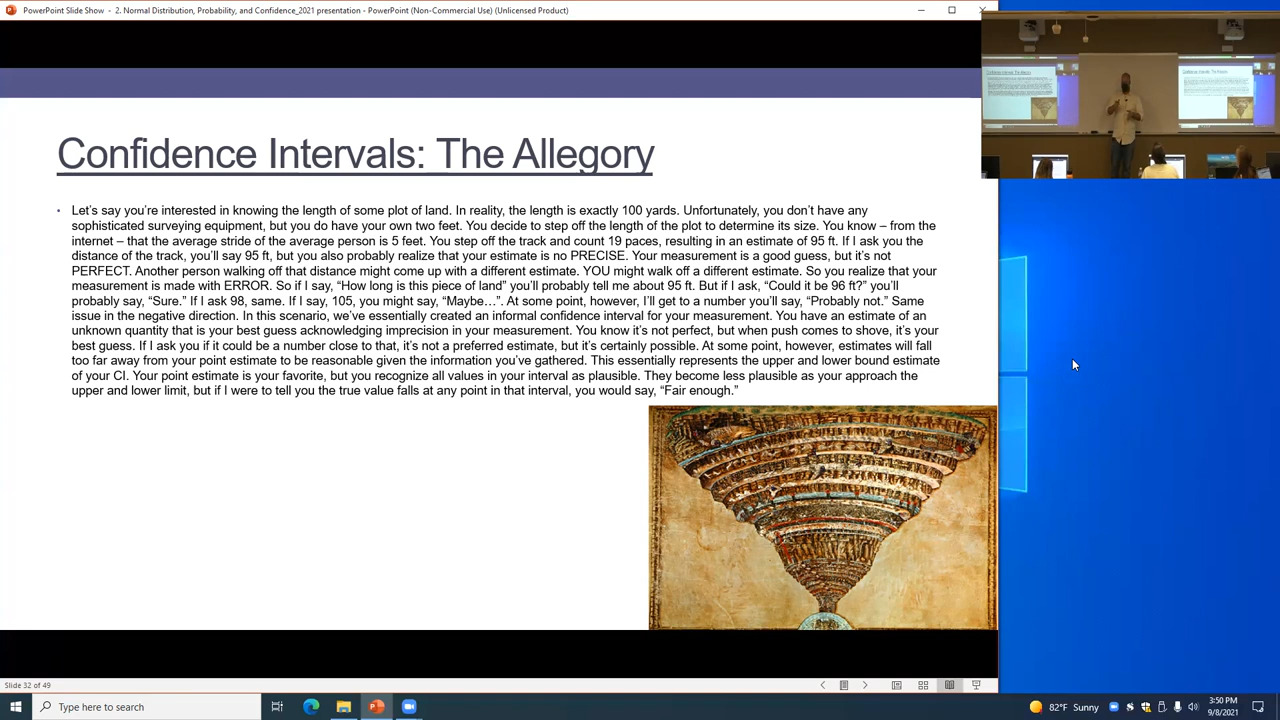 PowerPoint Slide Show - 2. Normal Distribution, Probability, and Confidence_2021 presentation - PowerPoint (Non-Commercial Use) (Unlicensed Product)
Confidence Intervals: The Allegory
Confidence Intervals: The Allegory
Confidence Intervals: The Allegory
• Let’s say you’re interested in knowing the length of some plot of land. In reality, the length is exactly 100 yards. Unfortunately, you don’t have any
sophisticated surveying equipment, but you do have your own two feet. You decide to step off the length of the plot to determine its size. You know – from the
internet – that the average stride of the average person is 5 feet. You step off the track and count 19 paces, resulting in an estimate of 95 ft. If I ask you the
distance of the track, you’ll say 95 ft, but you also probably realize that your estimate is no PRECISE. Your measurement is a good guess, but it’s not
PERFECT. Another person walking off that distance might come up with a different estimate. YOU might walk off a different estimate. So you realize that your
measurement is made with ERROR. So if I say, “How long is this piece of land” you’ll probably tell me about 95 ft. But if I ask, “Could it be 96 ft?” you’ll
probably say, “Sure.” If I ask 98, same. If I say, 105, you might say, “Maybe…”. At some point, however, I’ll get to a number you’ll say, “Probably not.” Same
issue in the negative direction. In this scenario, we’ve essentially created an informal confidence interval for your measurement. You have an estimate of an
unknown quantity that is your best guess acknowledging imprecision in your measurement. You know it’s not perfect, but when push comes to shove, it’s your
best guess. If I ask you if it could be a number close to that, it’s not a preferred estimate, but it’s certainly possible. At some point, however, estimates will fall
too far away from your point estimate to be reasonable given the information you’ve gathered. This essentially represents the upper and lower bound estimate
of your CI. Your point estimate is your favorite, but you recognize all values in your interval as plausible. They become less plausible as your approach the
upper and lower limit, but if I were to tell you the true value falls at any point in that interval, you would say, “Fair enough.”
Slide 32 of 49
Type here to search
82°F Sunny
3:50 PM
9/8/2021